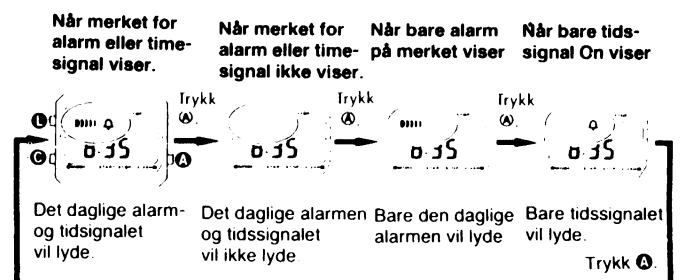 Når merket for
alarm eller time-
signal viser.
Når merket for
alarm eller time-
signal ikke viser.
Når bare alarm
på merket viser
Når bare tids-
signal On viser
L
C
A
0:35
Trykk
A.
0:35
Trykk
A.
0:35
Trykk
A.
0:35
Det daglige alarm-
og tidsignalet
vil lyde.
Det daglige alarmen
og tidssignalet
vil ikke lyde
Bare den daglige
alarmen vil lyde
Bare tidssignalet
vil lyde.
Trykk A.